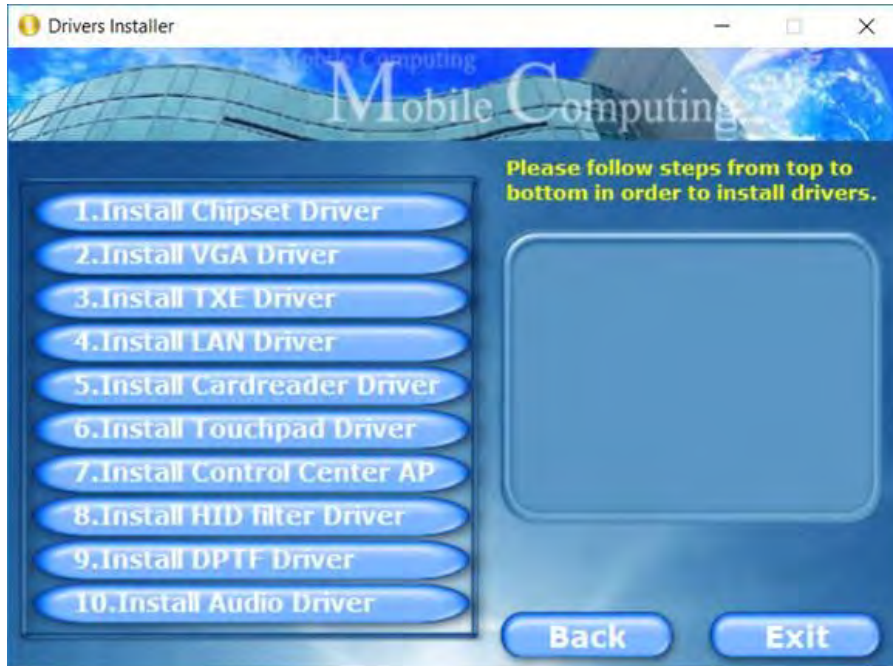 Drivers Installer
Mobile Computing
Mobile Computing
Please follow steps from top to
bottom in order to install drivers.
1.Install Chipset Driver
2.Install VGA Driver
3.Install TXE Driver
4.Install LAN Driver
5.Install Cardreader Driver
6.Install Touchpad Driver
7.Install Control Center AP
8.Install HID filter Driver
9.Install DPTF Driver
10.Install Audio Driver
Back
Exit